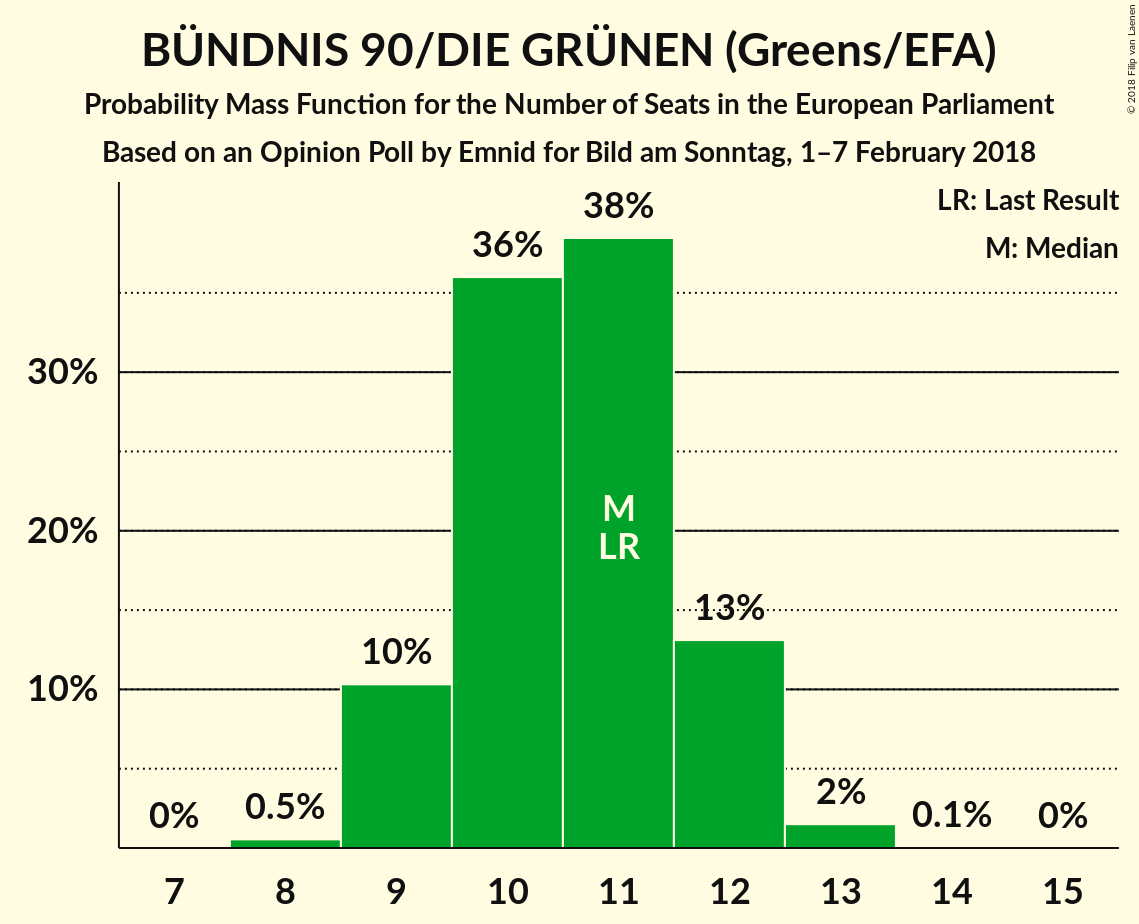 BÜNDNIS 90/DIE GRÜNEN (Greens/EFA)
Probability Mass Function for the Number of Seats in the European Parliament
Based on an Opinion Poll by Emnid for Bild am Sonntag, 1–7 February 2018
© 2018 Filip van Laenen
LR: Last Result
M: Median
38%
36%
30%
M
20%
LR
13%
10%
10%
2%
0%
0.5%
0.1%
0%
7 8 9 10 11 12 13 14 15